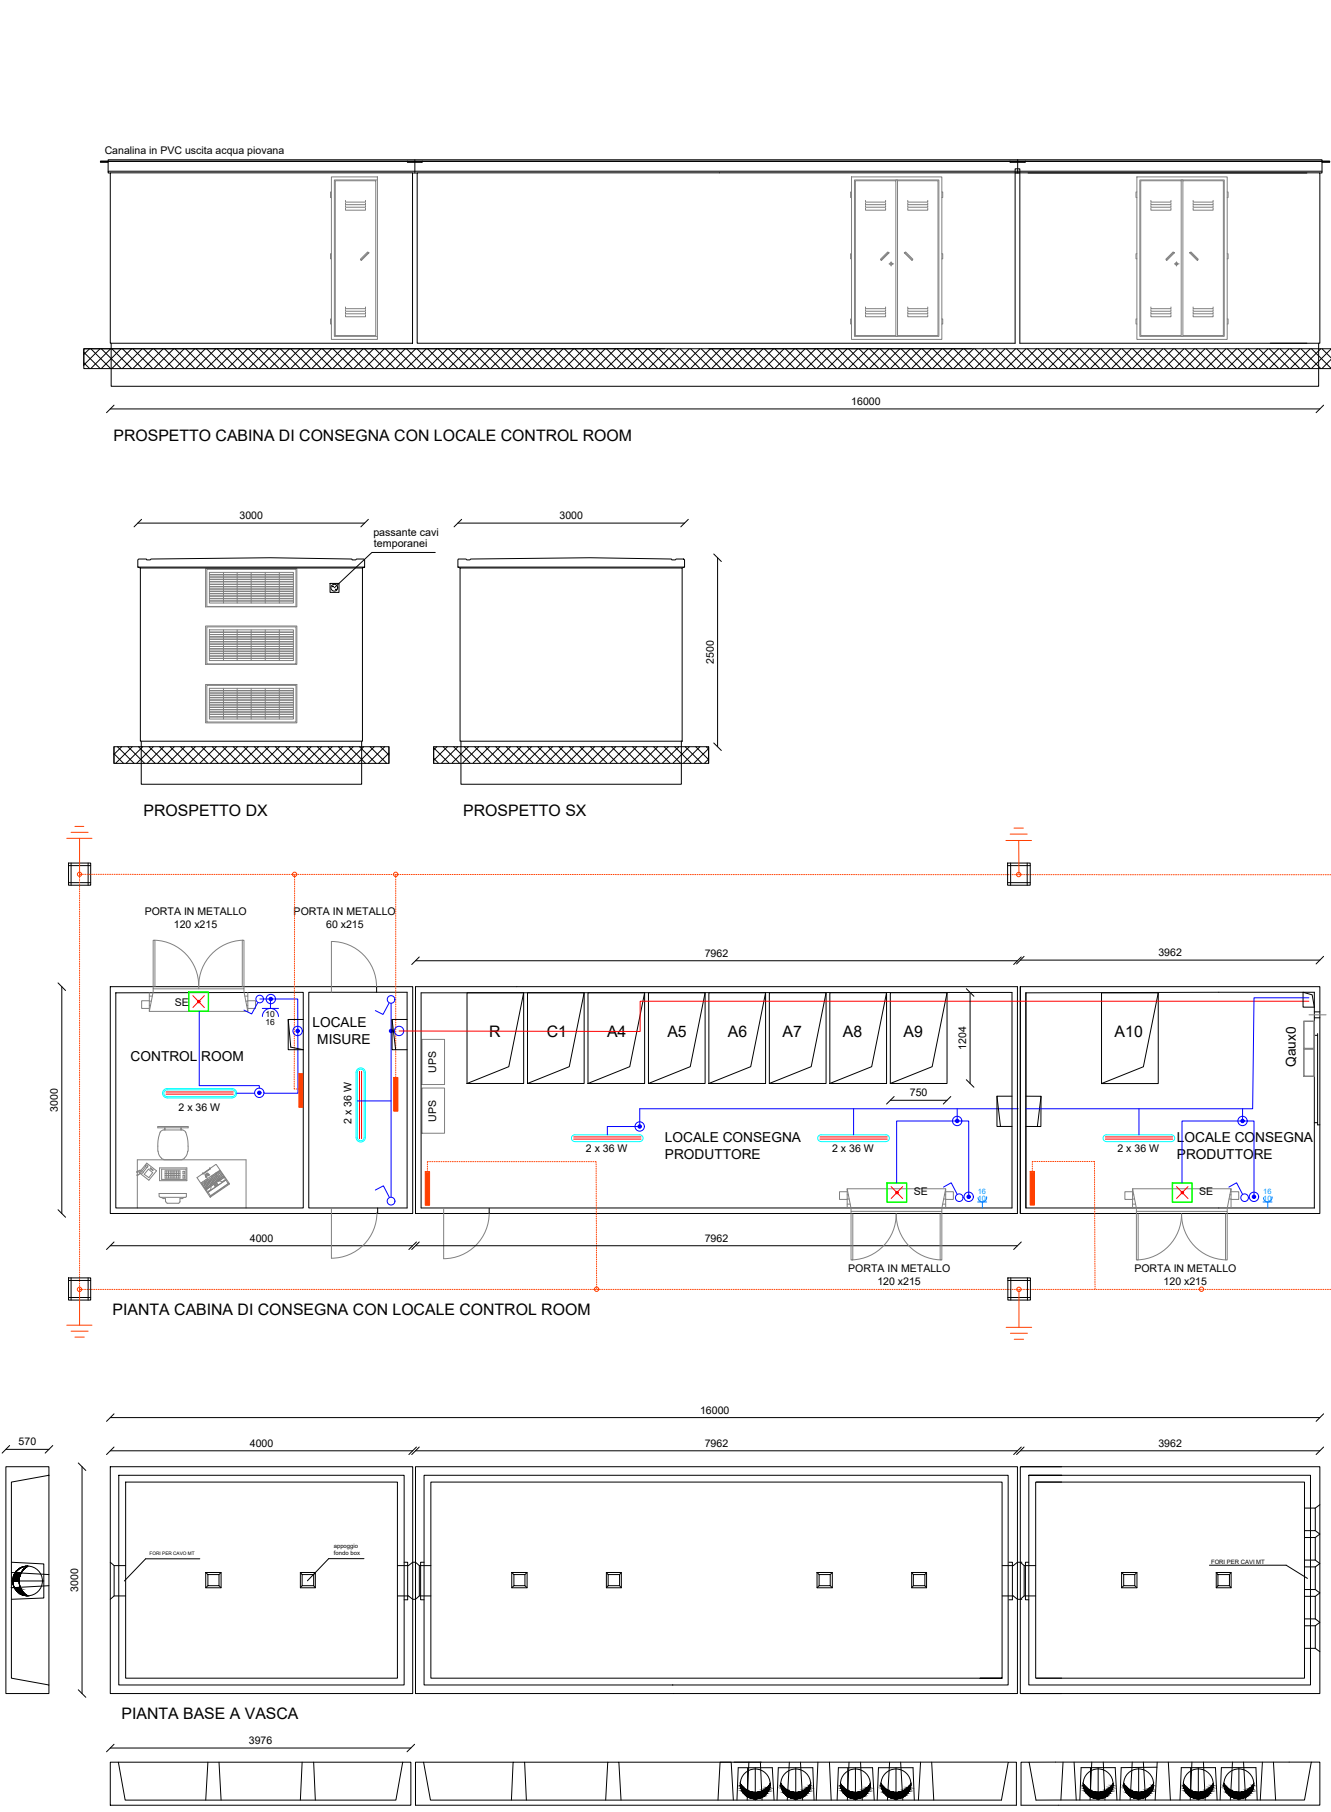 Canalina in PVC uscita acqua piovana
16000
PROSPETTO CABINA DI CONSEGNA CON LOCALE CONTROL ROOM
3000
3000
passante cavi
temporanei
2500
PROSPETTO DX
PROSPETTO SX
PORTA IN METALLO
120 x215
PORTA IN METALLO
60 x215
7962
3962
3000
SE
10
16
CONTROL ROOM
2 x 36 W
LOCALE
MISURE
2 x 36 W
UPS
UPS
R
C1
A4
A5
A6
A7
A8
A9
1204
750
A10
Qaux0
2 x 36 W
LOCALE CONSEGNA
PRODUTTORE
2 x 36 W
SE
16
2 x 36 W
LOCALE CONSEGNA
PRODUTTORE
SE
16
4000
7962
PORTA IN METALLO
120 x215
PORTA IN METALLO
120 x215
PIANTA CABINA DI CONSEGNA CON LOCALE CONTROL ROOM
16000
570
4000
7962
3962
3000
FORI PER CAVO MT
appoggio
fondo box
FORI PER CAVI MT
PIANTA BASE A VASCA
3976